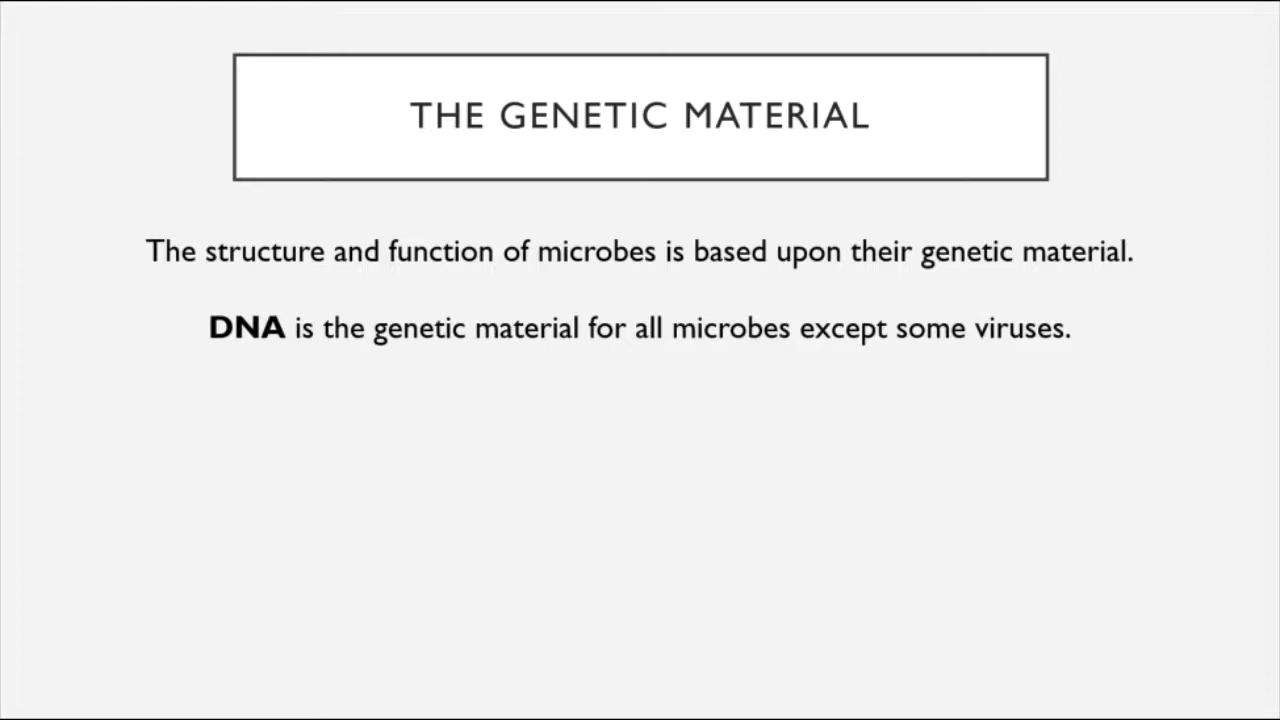 THE GENETIC MATERIAL
The structure and function of microbes is based upon their genetic material.
DNA is the genetic material for all microbes except some viruses.